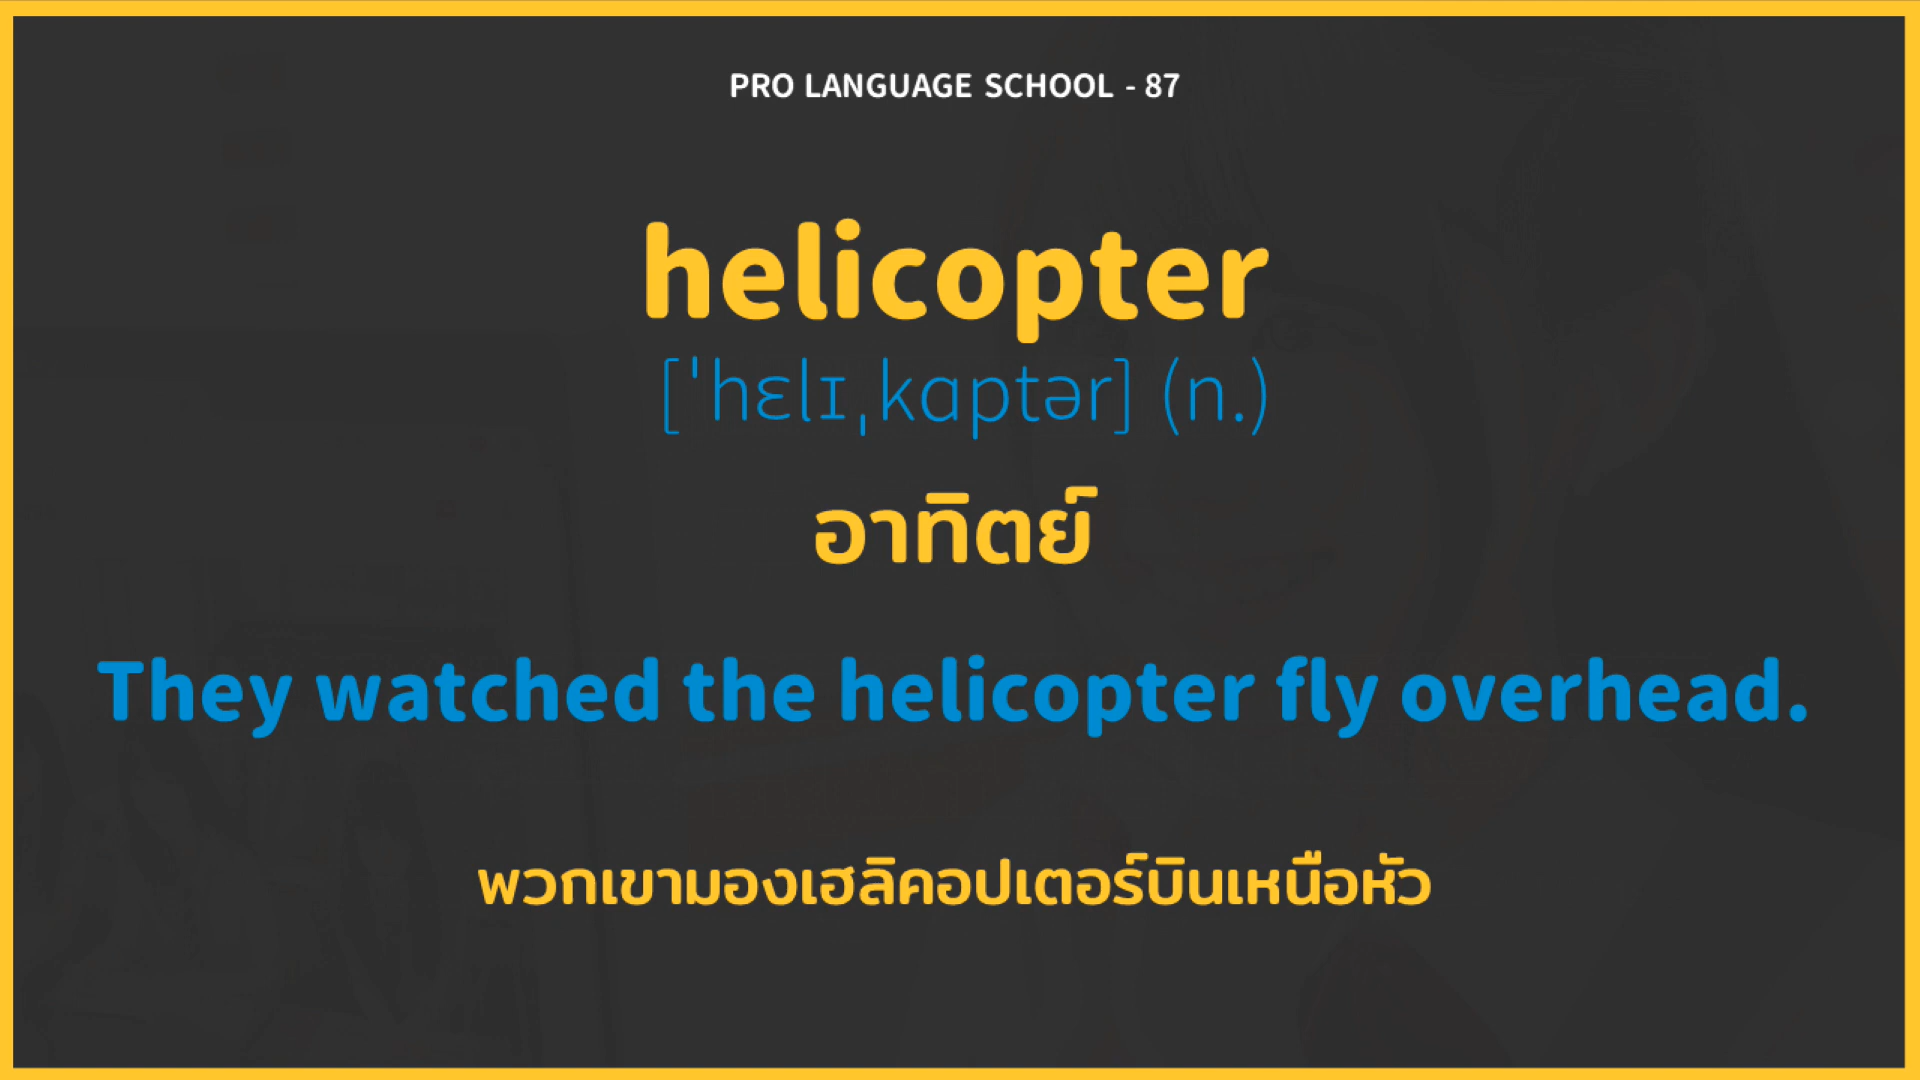 PRO LANGUAGE SCHOOL - 87
helicopter
[ˈhɛlɪˌkɑptər] (n.)
อาทิตย์
They watched the helicopter fly overhead.
พวกเขามองเฮลิคอปเตอร์บินเหนือหัว